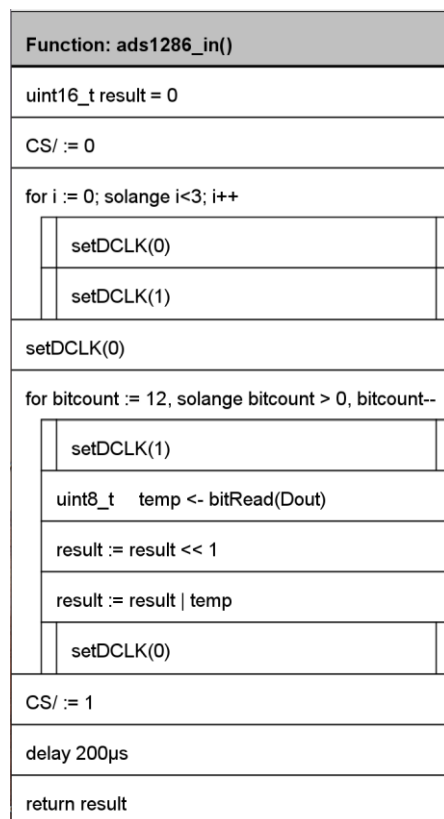 Function: ads1286_in()
uint16_t result = 0
CS/ := 0
for i := 0; solange i<3; i++
setDCLK(0)
setDCLK(1)
setDCLK(0)
for bitcount := 12, solange bitcount > 0, bitcount--
setDCLK(1)
uint8_t temp <- bitRead(Dout)
result := result << 1
result := result | temp
setDCLK(0)
CS/ := 1
delay 200µs
return result